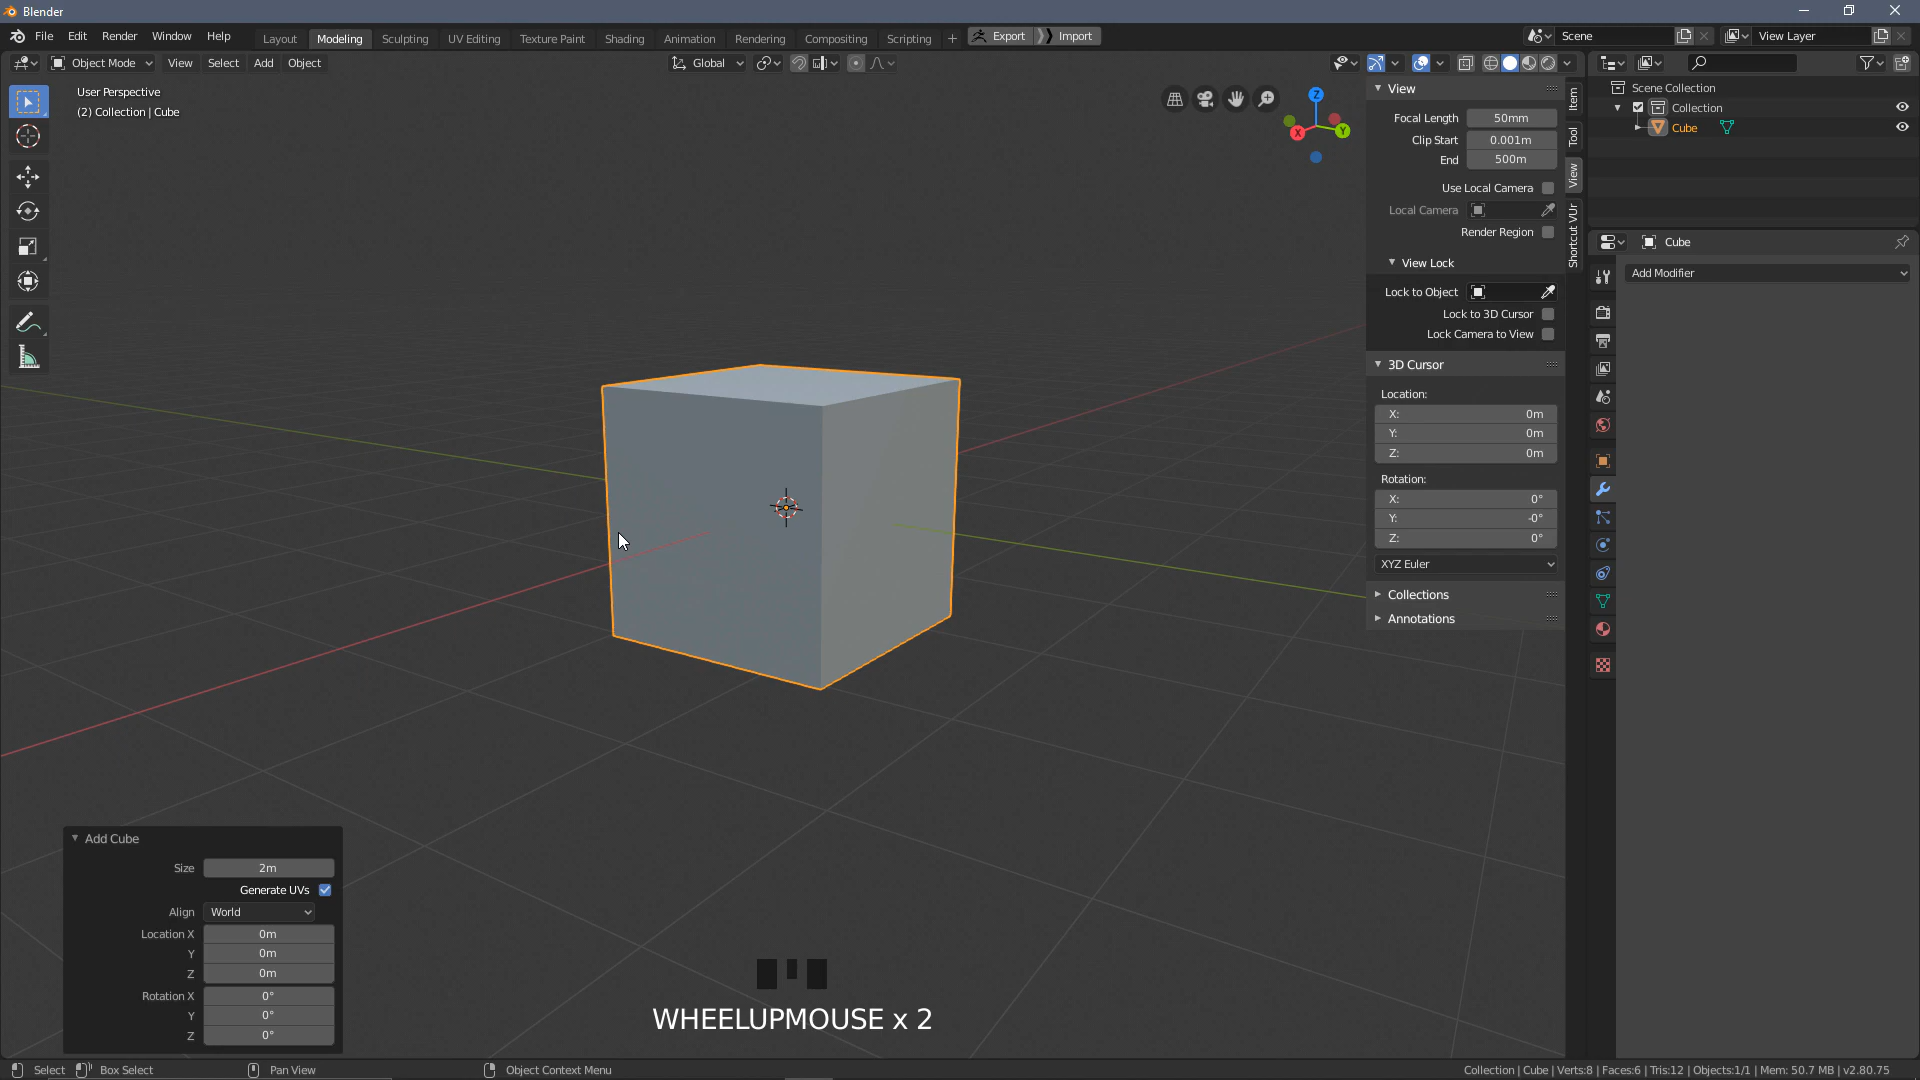 Blender
File Edit Render Window Help Layout Modeling Sculpting UV Editing Texture Paint Shading Animation Rendering Compositing Scripting + Export Import Scene View Layer
Object Mode View Select Add Object Global
User Perspective
(2) Collection | Cube
Z
X
Y
View
Focal Length 50mm
Clip Start 0.001m
End 500m
Use Local Camera
Local Camera
Render Region
View Lock
Lock to Object
Lock to 3D Cursor
Lock Camera to View
3D Cursor
Location:
X: 0m
Y: 0m
Z: 0m
Rotation:
X: 0°
Y: -0°
Z: 0°
XYZ Euler
Collections
Annotations
Item
Tool
View
Shortcut VUr
Scene Collection
Collection
Cube
Cube
Add Modifier
Add Cube
Size 2m
Generate UVs
Align World
Location X 0m
Y 0m
Z 0m
Rotation X 0°
Y 0°
Z 0°
WHEELUPMOUSE x 2
Select Box Select Pan View Object Context Menu Collection | Cube | Verts:8 | Faces:6 | Tris:12 | Objects:1/1 | Mem: 50.7 MB | v2.80.75